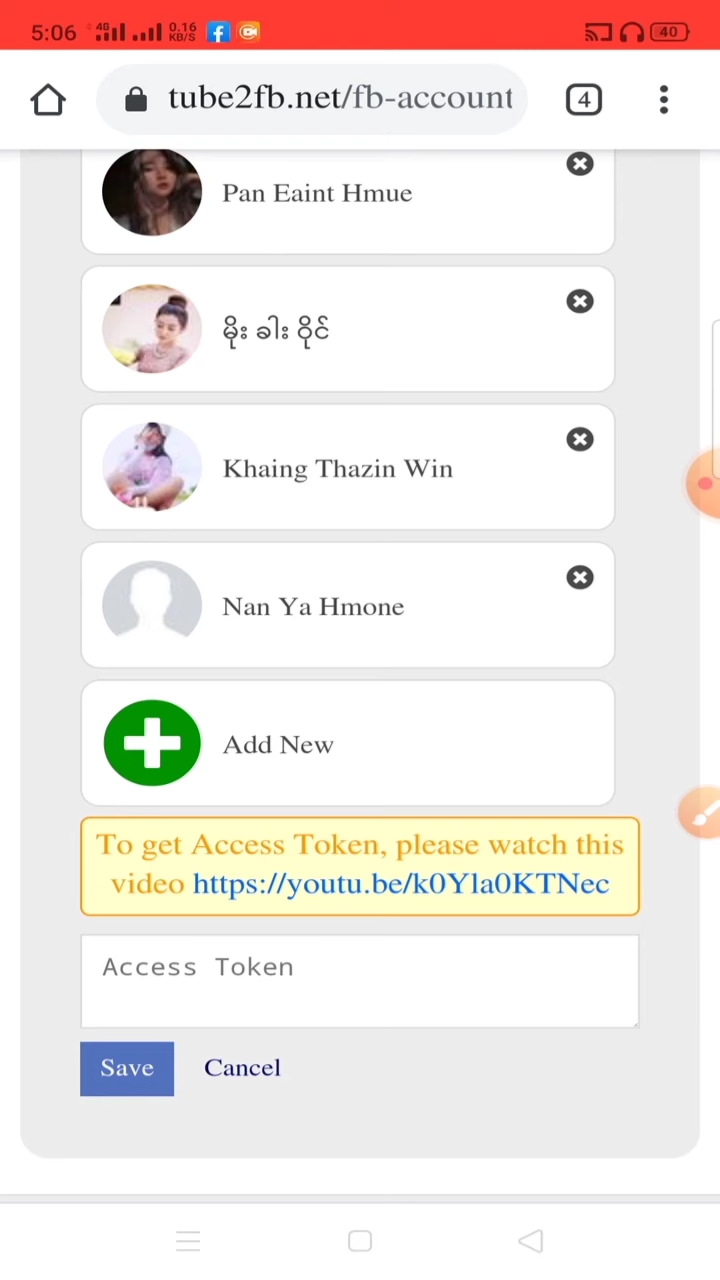 5:06 4G 0.16 KB/S 40
tube2fb.net/fb-account 4
Pan Eaint Hmue
မိုး ခါး ဝိုင်
Khaing Thazin Win
Nan Ya Hmone
Add New
To get Access Token, please watch this
video https://youtu.be/k0Yla0KTNec
Access Token
Save Cancel